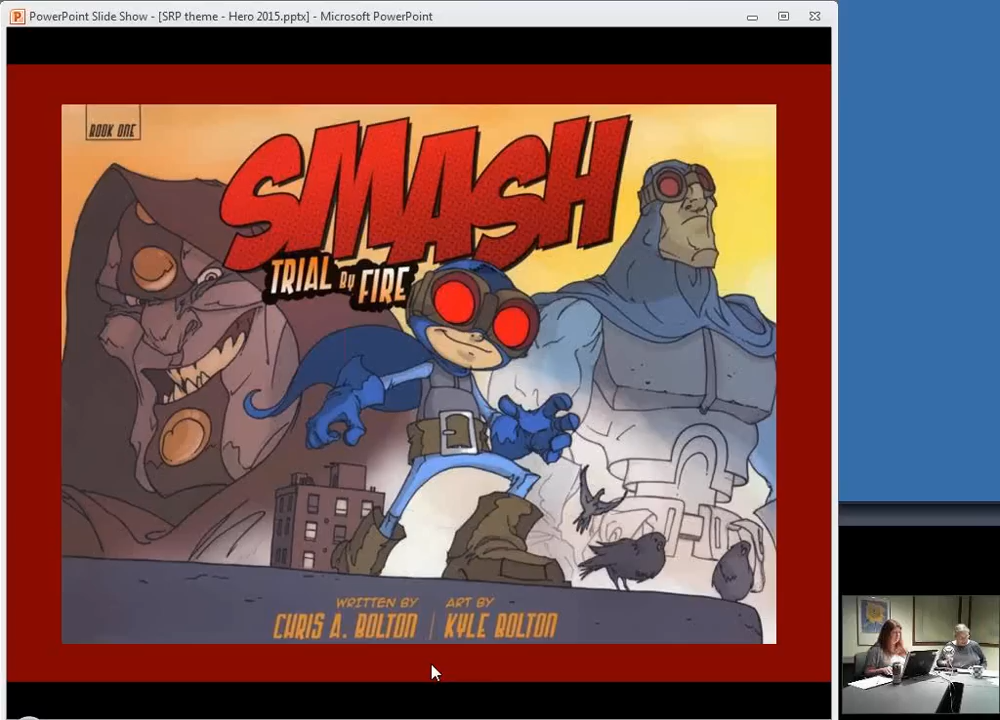 PowerPoint Slide Show - [SRP theme - Hero 2015.pptx] - Microsoft PowerPoint
BOOK ONE
SMASH
TRIAL BY FIRE
WRITTEN BY
CHRIS A. BOLTON
ART BY
KYLE BOLTON